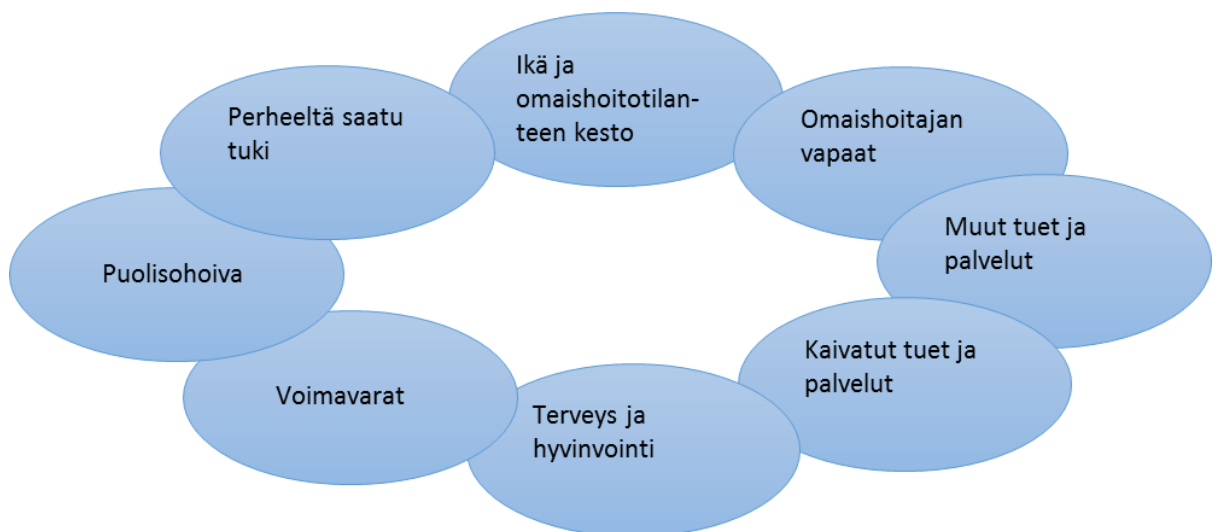 Ikä ja
omaishoitotilan-
teen kesto
Omaishoitajan
vapaat
Muut tuet ja
palvelut
Kaivatut tuet ja
palvelut
Terveys ja
hyvinvointi
Voimavarat
Puolisohoiva
Perheeltä saatu
tuki